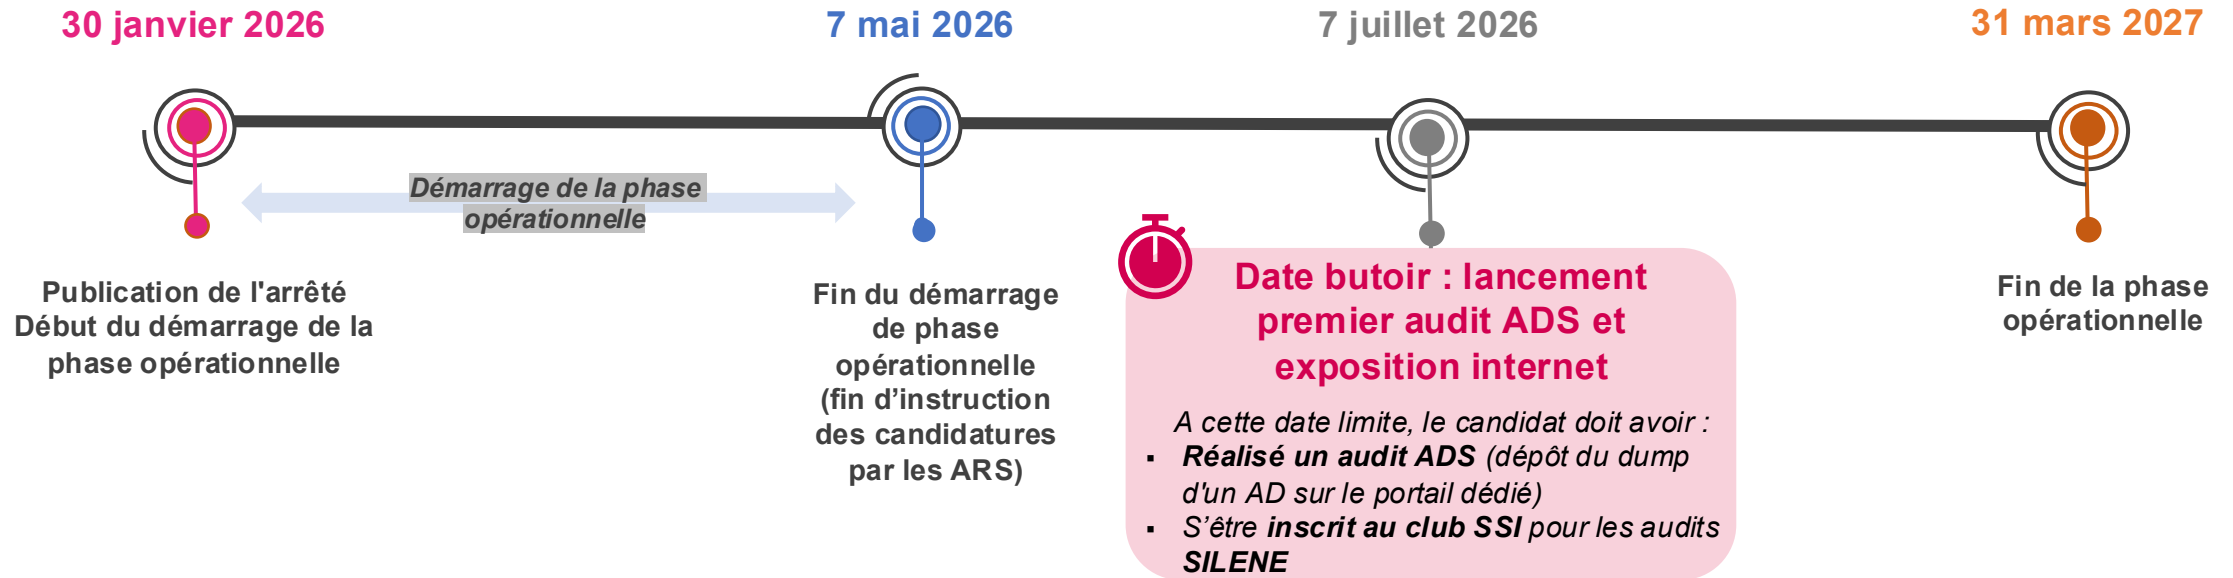 30 janvier 2026
7 mai 2026
7 juillet 2026
31 mars 2027
Démarrage de la phase
opérationnelle
Publication de l'arrêté
Début du démarrage de la
phase opérationnelle
Fin du démarrage
de phase
opérationnelle
(fin d’instruction
des candidatures
par les ARS)
Date butoir : lancement
premier audit ADS et
exposition internet
A cette date limite, le candidat doit avoir :
▪ Réalisé un audit ADS (dépôt du dump
d'un AD sur le portail dédié)
▪ S’être inscrit au club SSI pour les audits
SILENE
Fin de la phase
opérationnelle